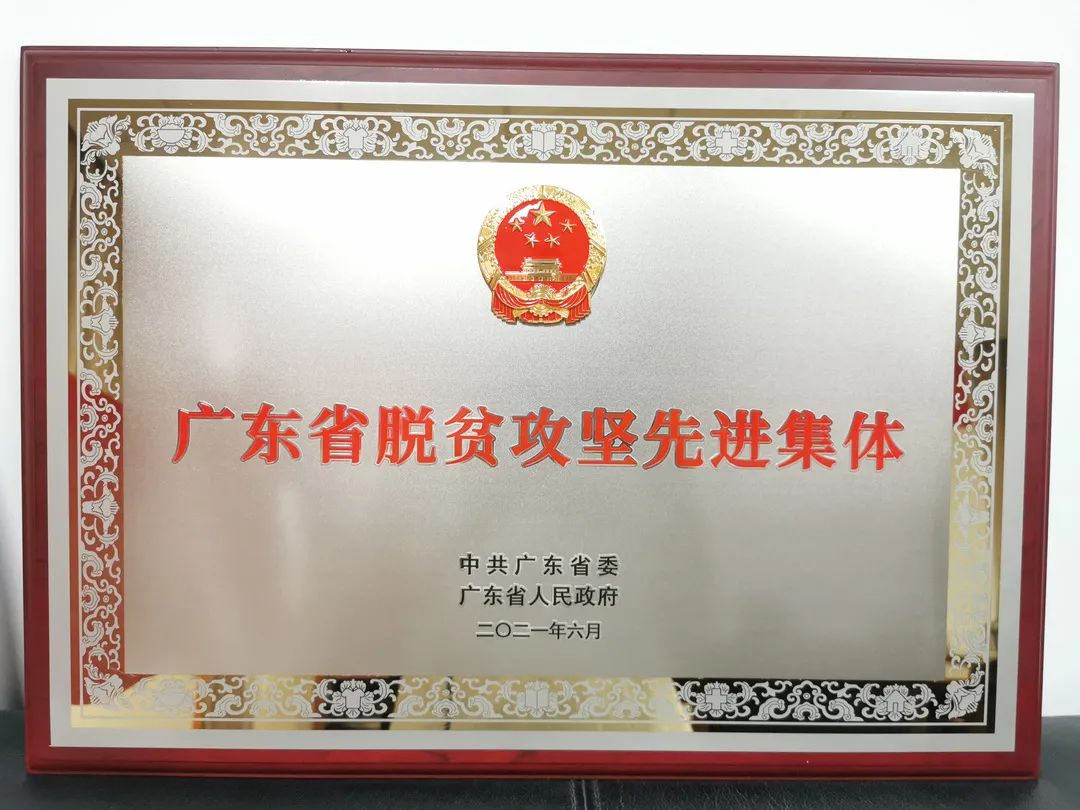 广东省脱贫攻坚先进集体
中共广东省委
广东省人民政府
二〇二一年六月